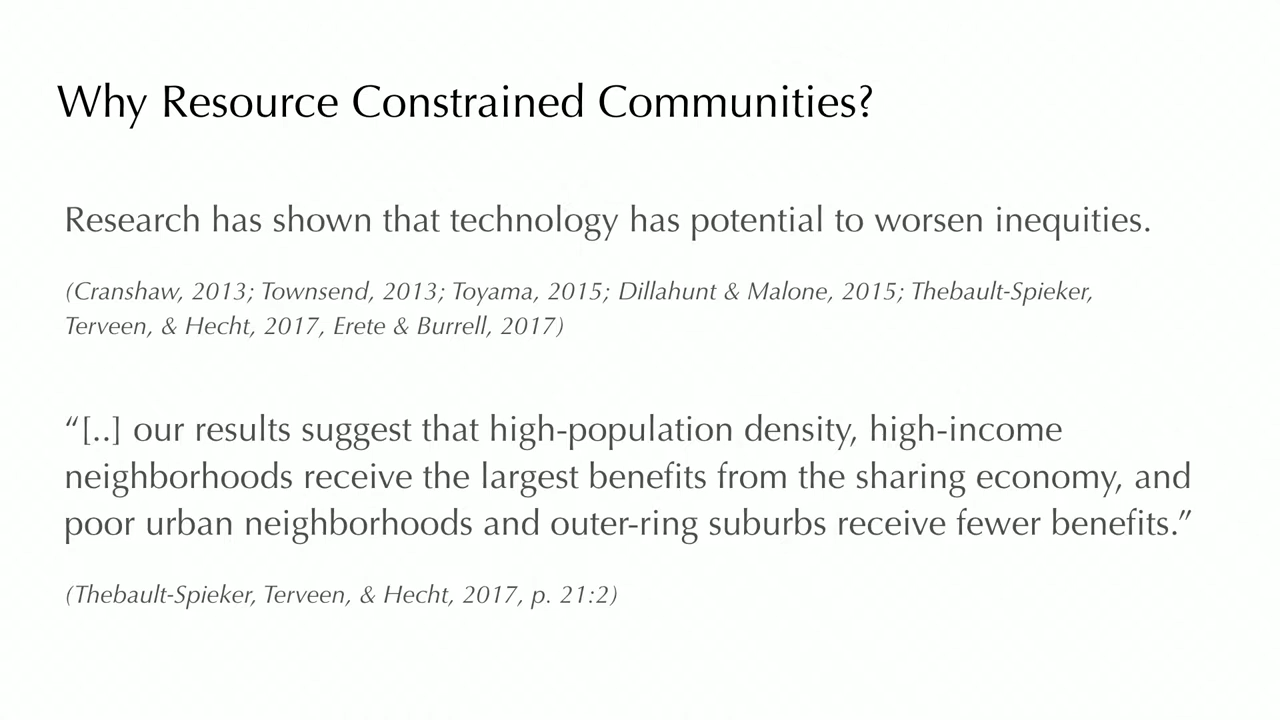 Why Resource Constrained Communities?
Research has shown that technology has potential to worsen inequities.
(Cranshaw, 2013; Townsend, 2013; Toyama, 2015; Dillahunt & Malone, 2015; Thebault-Spieker,
Terveen, & Hecht, 2017, Erete & Burrell, 2017)
“[..] our results suggest that high-population density, high-income
neighborhoods receive the largest benefits from the sharing economy, and
poor urban neighborhoods and outer-ring suburbs receive fewer benefits.”
(Thebault-Spieker, Terveen, & Hecht, 2017, p. 21:2)